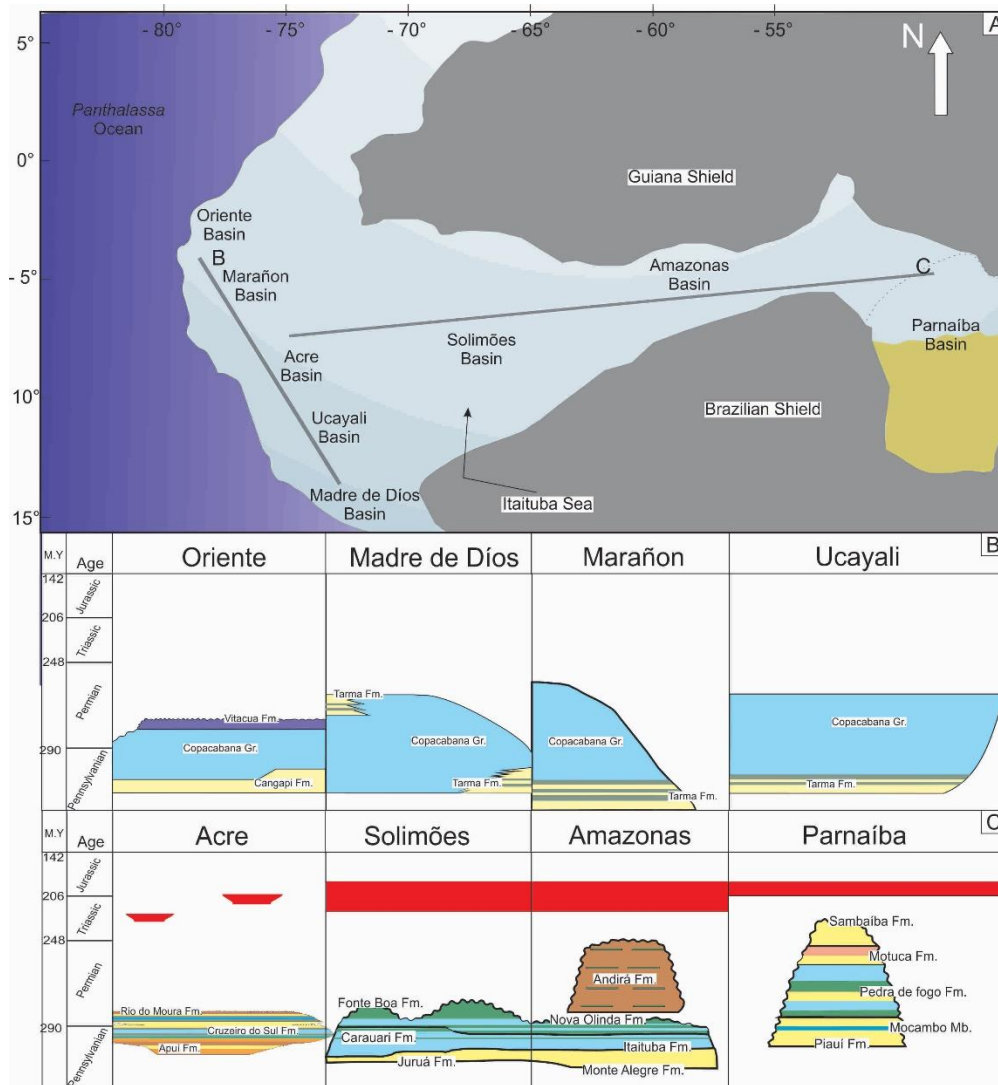 - 80°
- 75°
- 70°
- 65°
- 60°
- 55°
A
5°
N
Panthalassa
Ocean
0°
Guiana Shield
Oriente
Basin
B
Marañon
Basin
Amazonas
Basin
C
- 5°
Parnaíba
Basin
Solimões
Basin
Acre
Basin
10°
Ucayali
Basin
Brazilian Shield
Madre de Díos
Basin
Itaituba Sea
15°
M.Y
Age
Oriente
Madre de Díos
Marañon
Ucayali
B
142
Jurassic
206
Triassic
248
Permian
290
Pennsylvanian
Vitacua Fm.
Copacabana Gr.
Cangapi Fm.
Tarma Fm.
Copacabana Gr.
Tarma Fm.
Copacabana Gr.
Tarma Fm.
Copacabana Gr.
Tarma Fm.
M.Y
Age
Acre
Solimões
Amazonas
Parnaíba
C
142
Jurassic
206
Triassic
248
Permian
290
Pennsylvanian
Rio do Moura Fm.
Cruzeiro do Sul Fm.
Apuí Fm.
Fonte Boa Fm.
Carauari Fm.
Juruá Fm.
Andirá Fm.
Nova Olinda Fm.
Itaituba Fm.
Monte Alegre Fm.
Sambaíba Fm.
Motuca Fm.
Pedra de fogo Fm.
Mocambo Mb.
Piauí Fm.